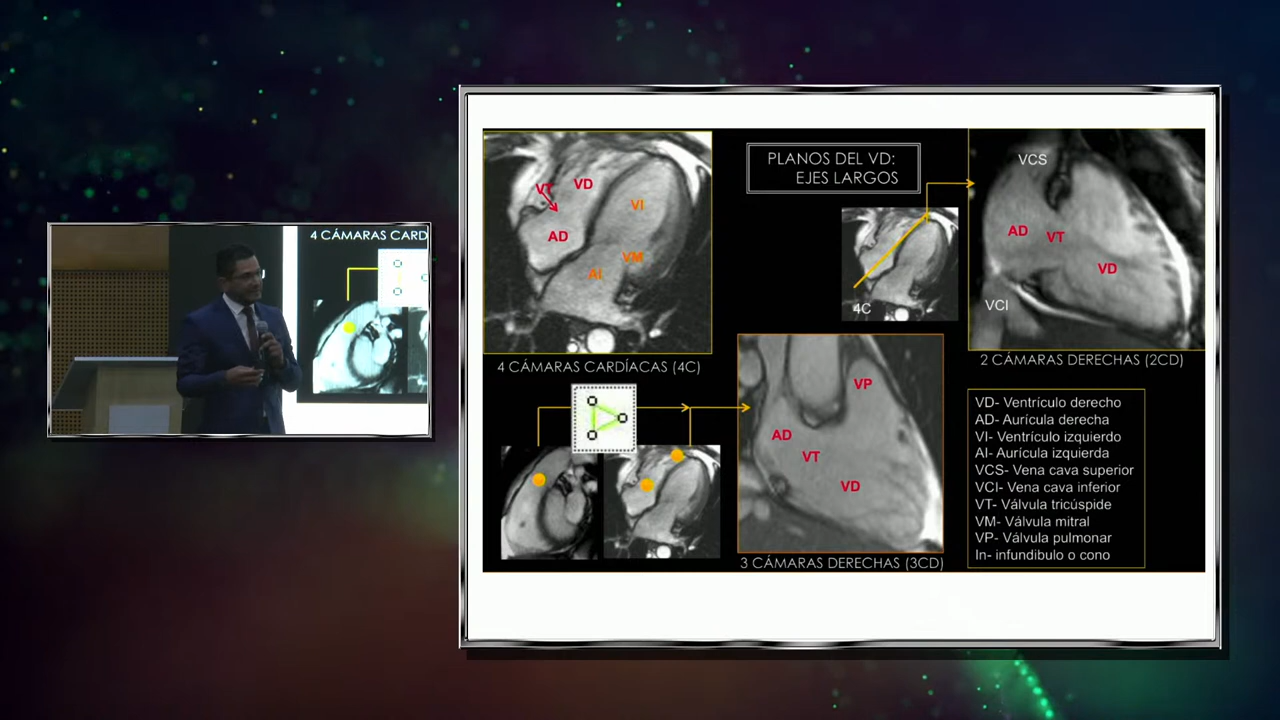 4 CÁMARAS CARD
PLANOS DEL VD:
EJES LARGOS
VT
VD
VI
AD
VM
AI
4 CÁMARAS CARDÍACAS (4C)
4C
VCS
AD
VT
VD
VCI
2 CÁMARAS DERECHAS (2CD)
VP
AD
VT
VD
3 CÁMARAS DERECHAS (3CD)
VD- Ventrículo derecho
AD- Aurícula derecha
VI- Ventrículo izquierdo
AI- Aurícula izquierda
VCS- Vena cava superior
VCI- Vena cava inferior
VT- Válvula tricúspide
VM- Válvula mitral
VP- Válvula pulmonar
In- infundibulo o cono